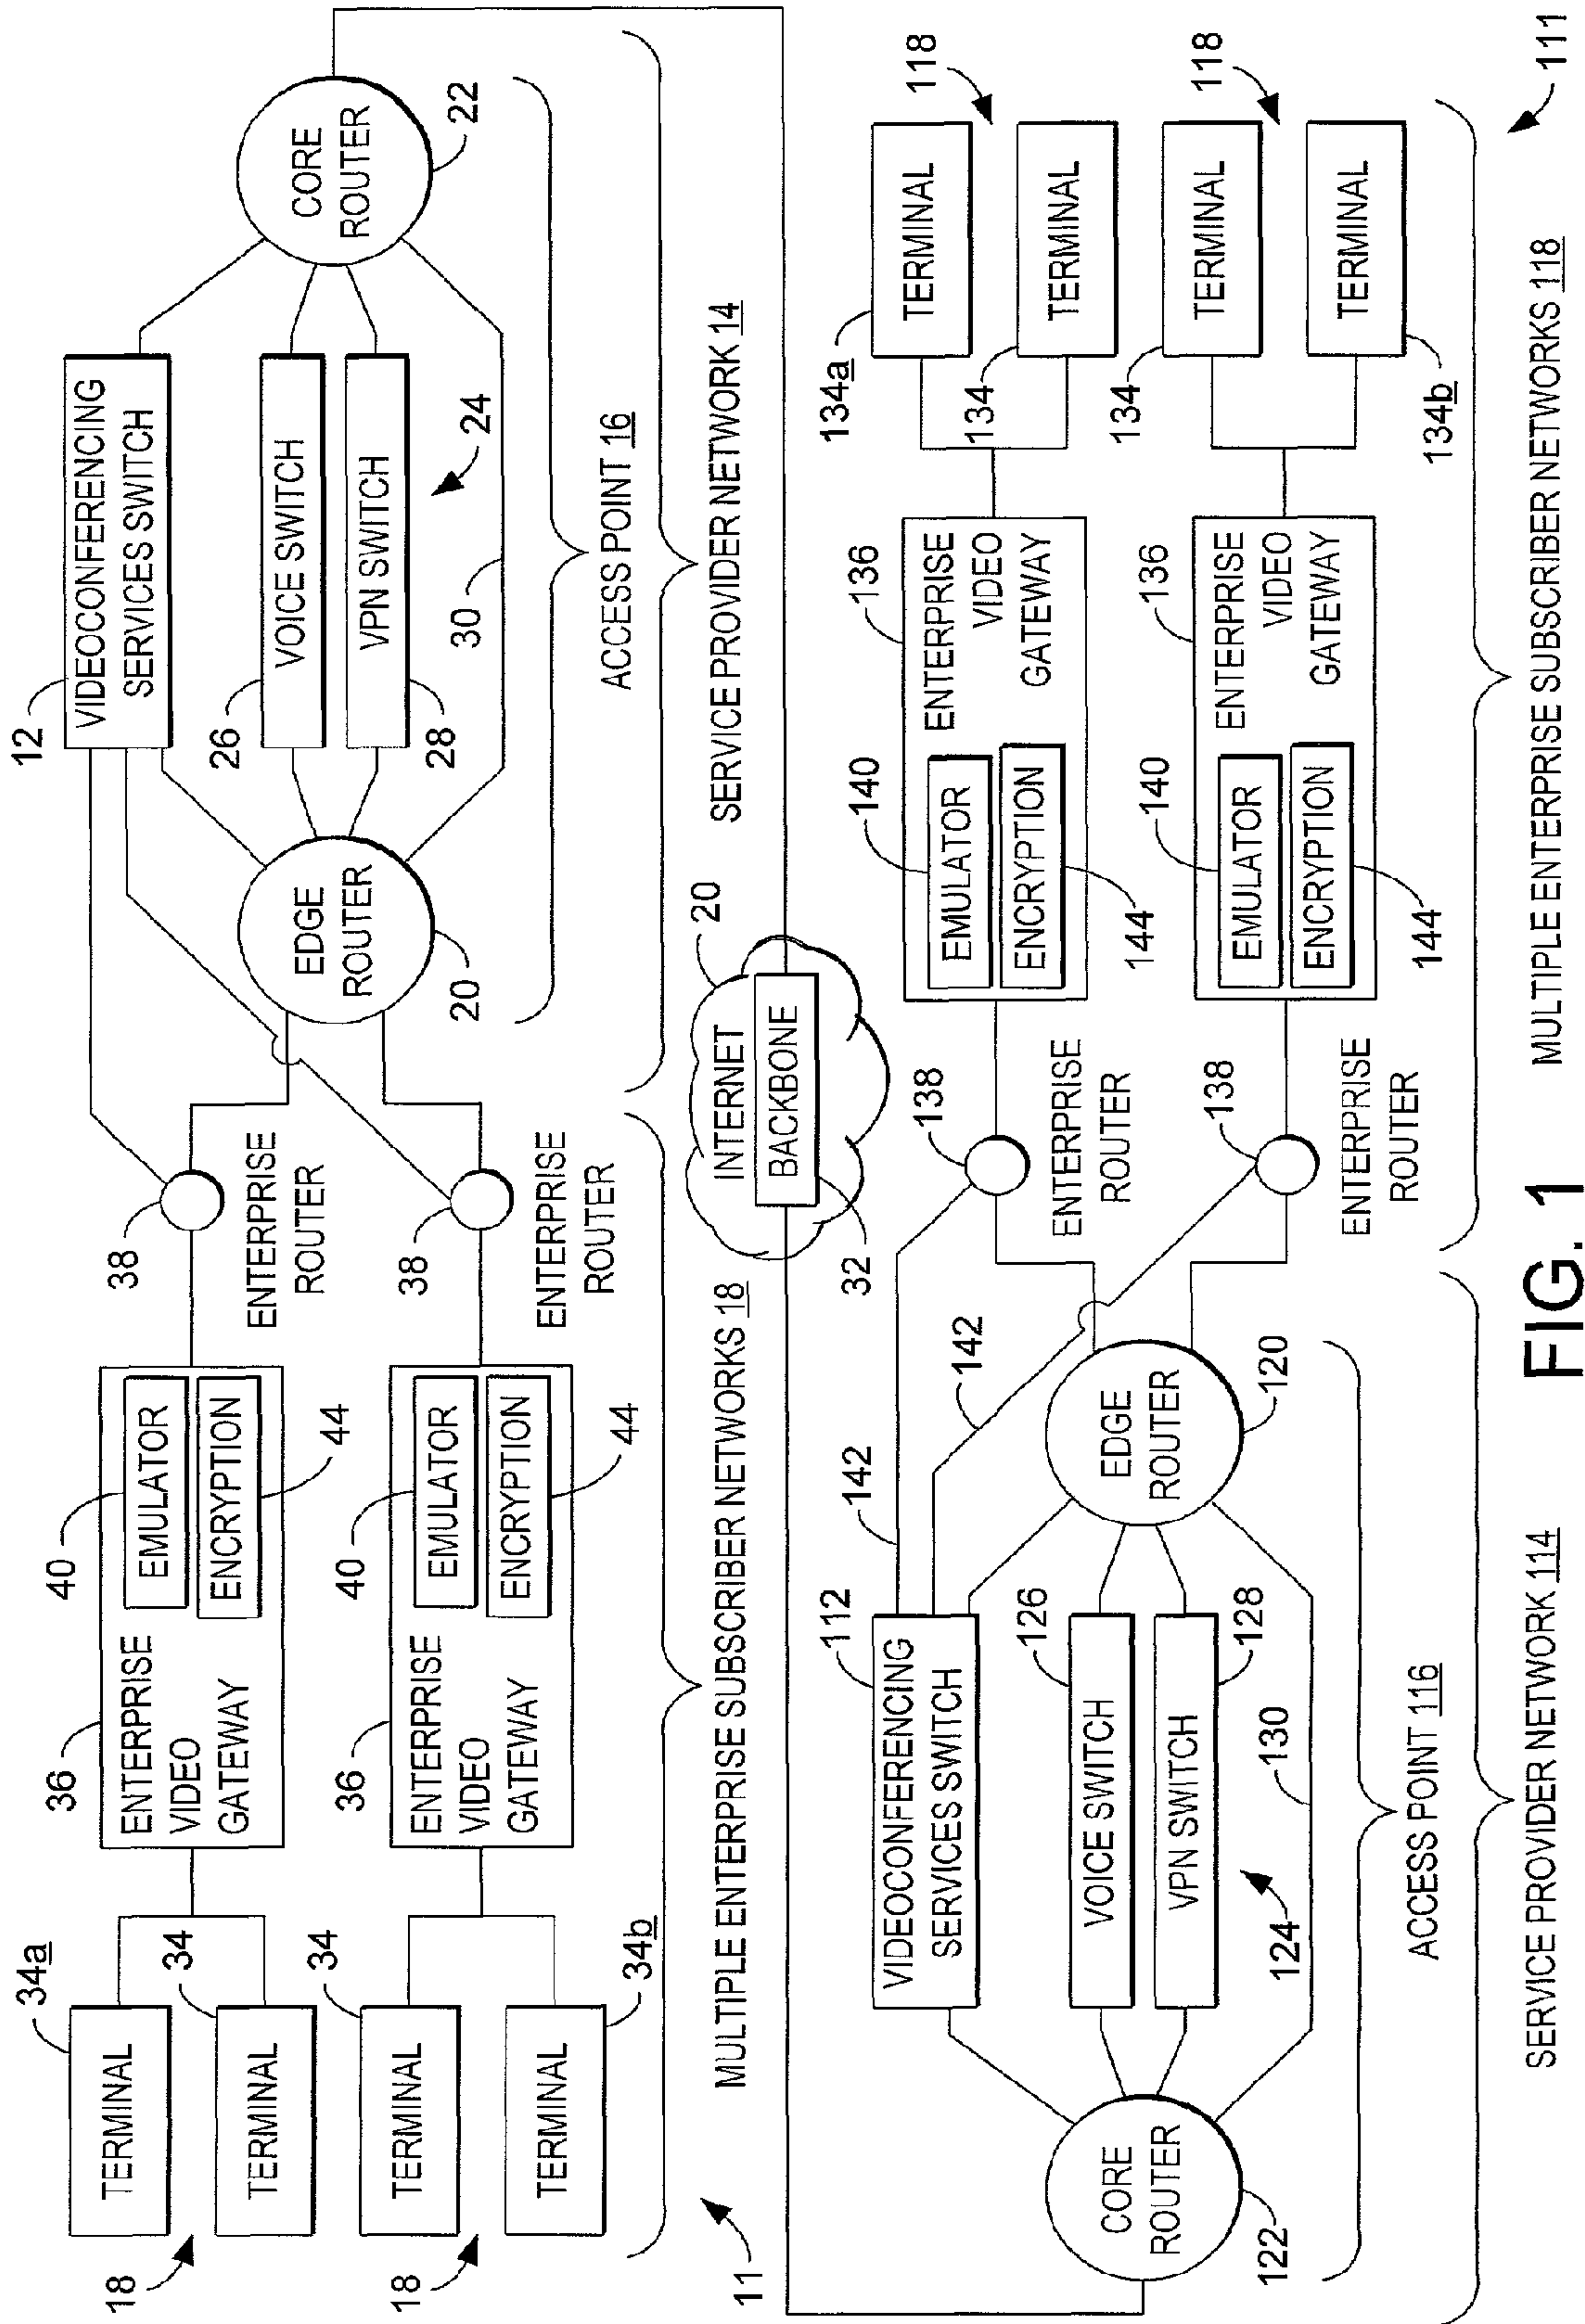 34a
TERMINAL
34
TERMINAL
18
34
TERMINAL
34b
TERMINAL
18
36
ENTERPRISE
VIDEO
GATEWAY
40
EMULATOR
ENCRYPTION
44
36
ENTERPRISE
VIDEO
GATEWAY
40
EMULATOR
ENCRYPTION
44
38
ENTERPRISE
ROUTER
38
ENTERPRISE
ROUTER
MULTIPLE ENTERPRISE SUBSCRIBER NETWORKS 18
11
12
VIDEOCONFERENCING
SERVICES SWITCH
EDGE
ROUTER
20
26
VOICE SWITCH
28
VPN SWITCH
24
30
CORE
ROUTER
22
ACCESS POINT 16
SERVICE PROVIDER NETWORK 14
INTERNET
20
BACKBONE
32
CORE
ROUTER
122
112
VIDEOCONFERENCING
SERVICES SWITCH
126
VOICE SWITCH
128
VPN SWITCH
124
130
EDGE
ROUTER
120
142
142
ACCESS POINT 116
SERVICE PROVIDER NETWORK 114
138
ENTERPRISE
ROUTER
138
ENTERPRISE
ROUTER
136
ENTERPRISE
VIDEO
GATEWAY
140
EMULATOR
ENCRYPTION
144
136
ENTERPRISE
VIDEO
GATEWAY
140
EMULATOR
ENCRYPTION
144
134a
TERMINAL
134
TERMINAL
118
134
TERMINAL
134b
TERMINAL
118
MULTIPLE ENTERPRISE SUBSCRIBER NETWORKS 118
111
FIG. 1